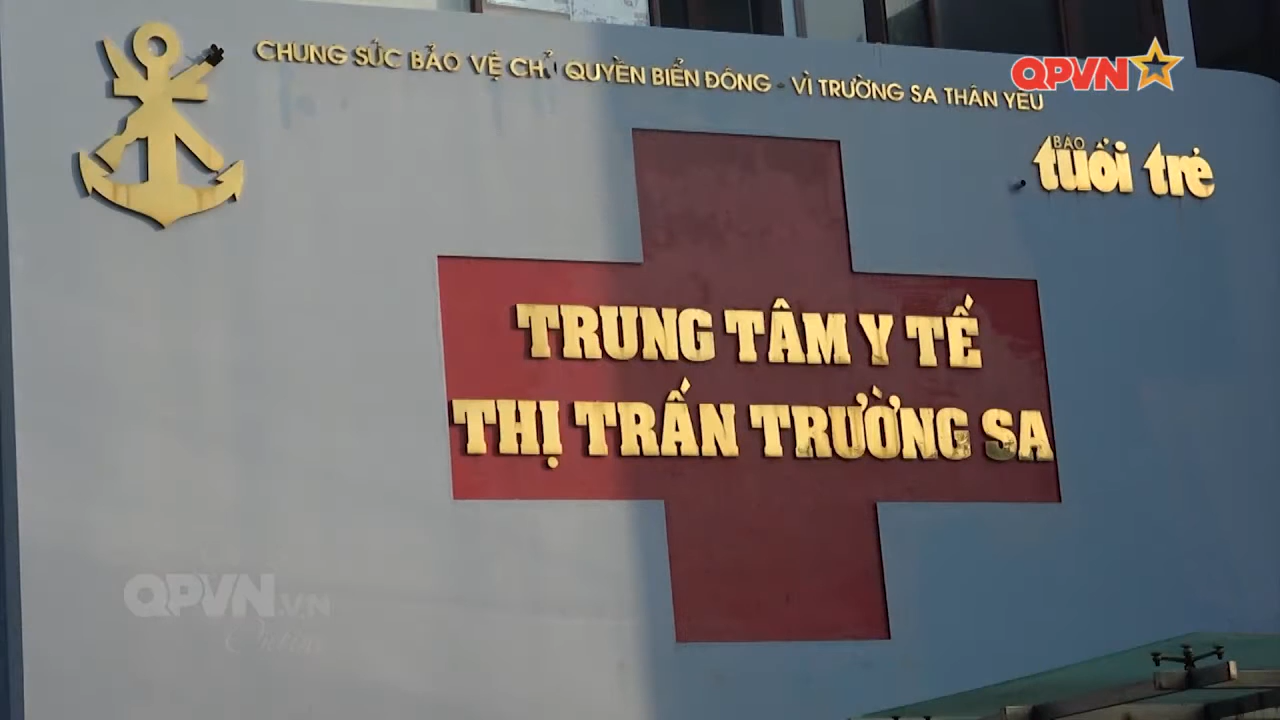 CHUNG SỨC BẢO VỆ CHỦ QUYỀN BIỂN ĐÔNG - VÌ TRƯỜNG SA THÂN YÊU
QPVN
BÁO
tuổi trẻ
TRUNG TÂM Y TẾ
THỊ TRẤN TRƯỜNG SA
QPVN.VN
Online